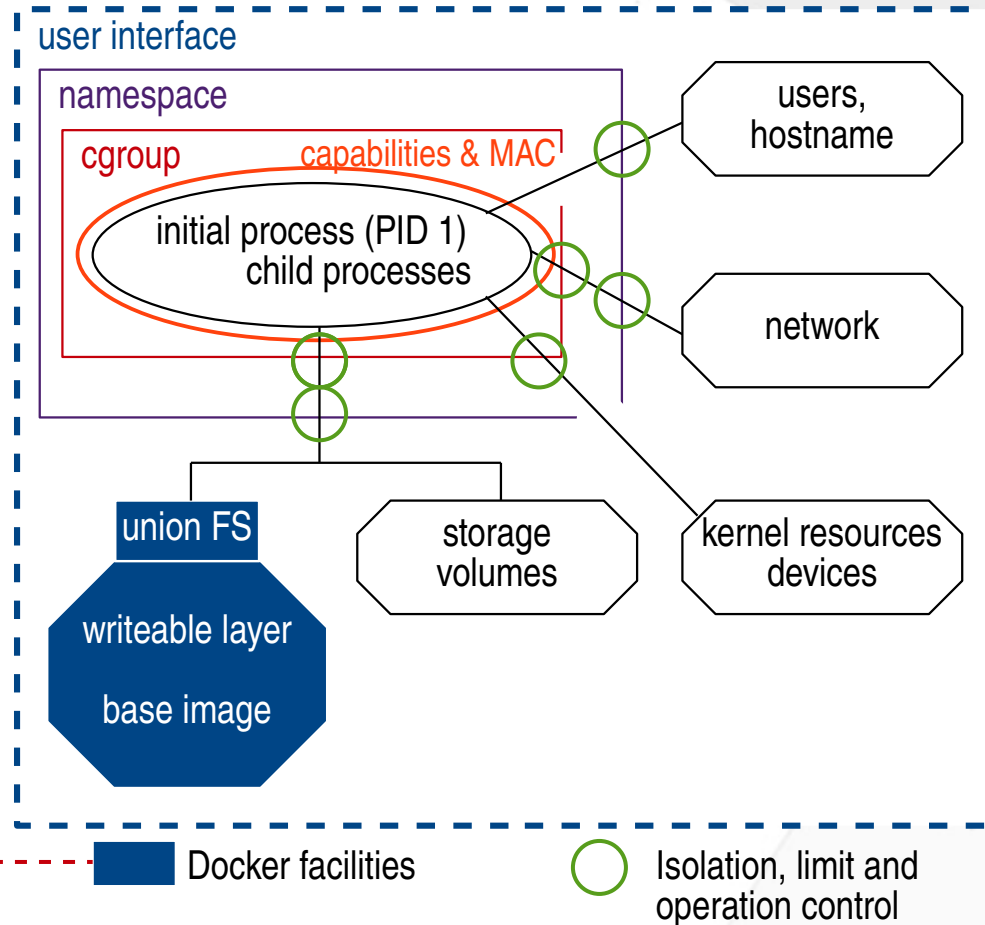 user interface
namespace
cgroup
capabilities & MAC
initial process (PID 1)
child processes
users,
hostname
network
union FS
writeable layer
base image
storage
volumes
kernel resources
devices
Docker facilities
Isolation, limit and
operation control